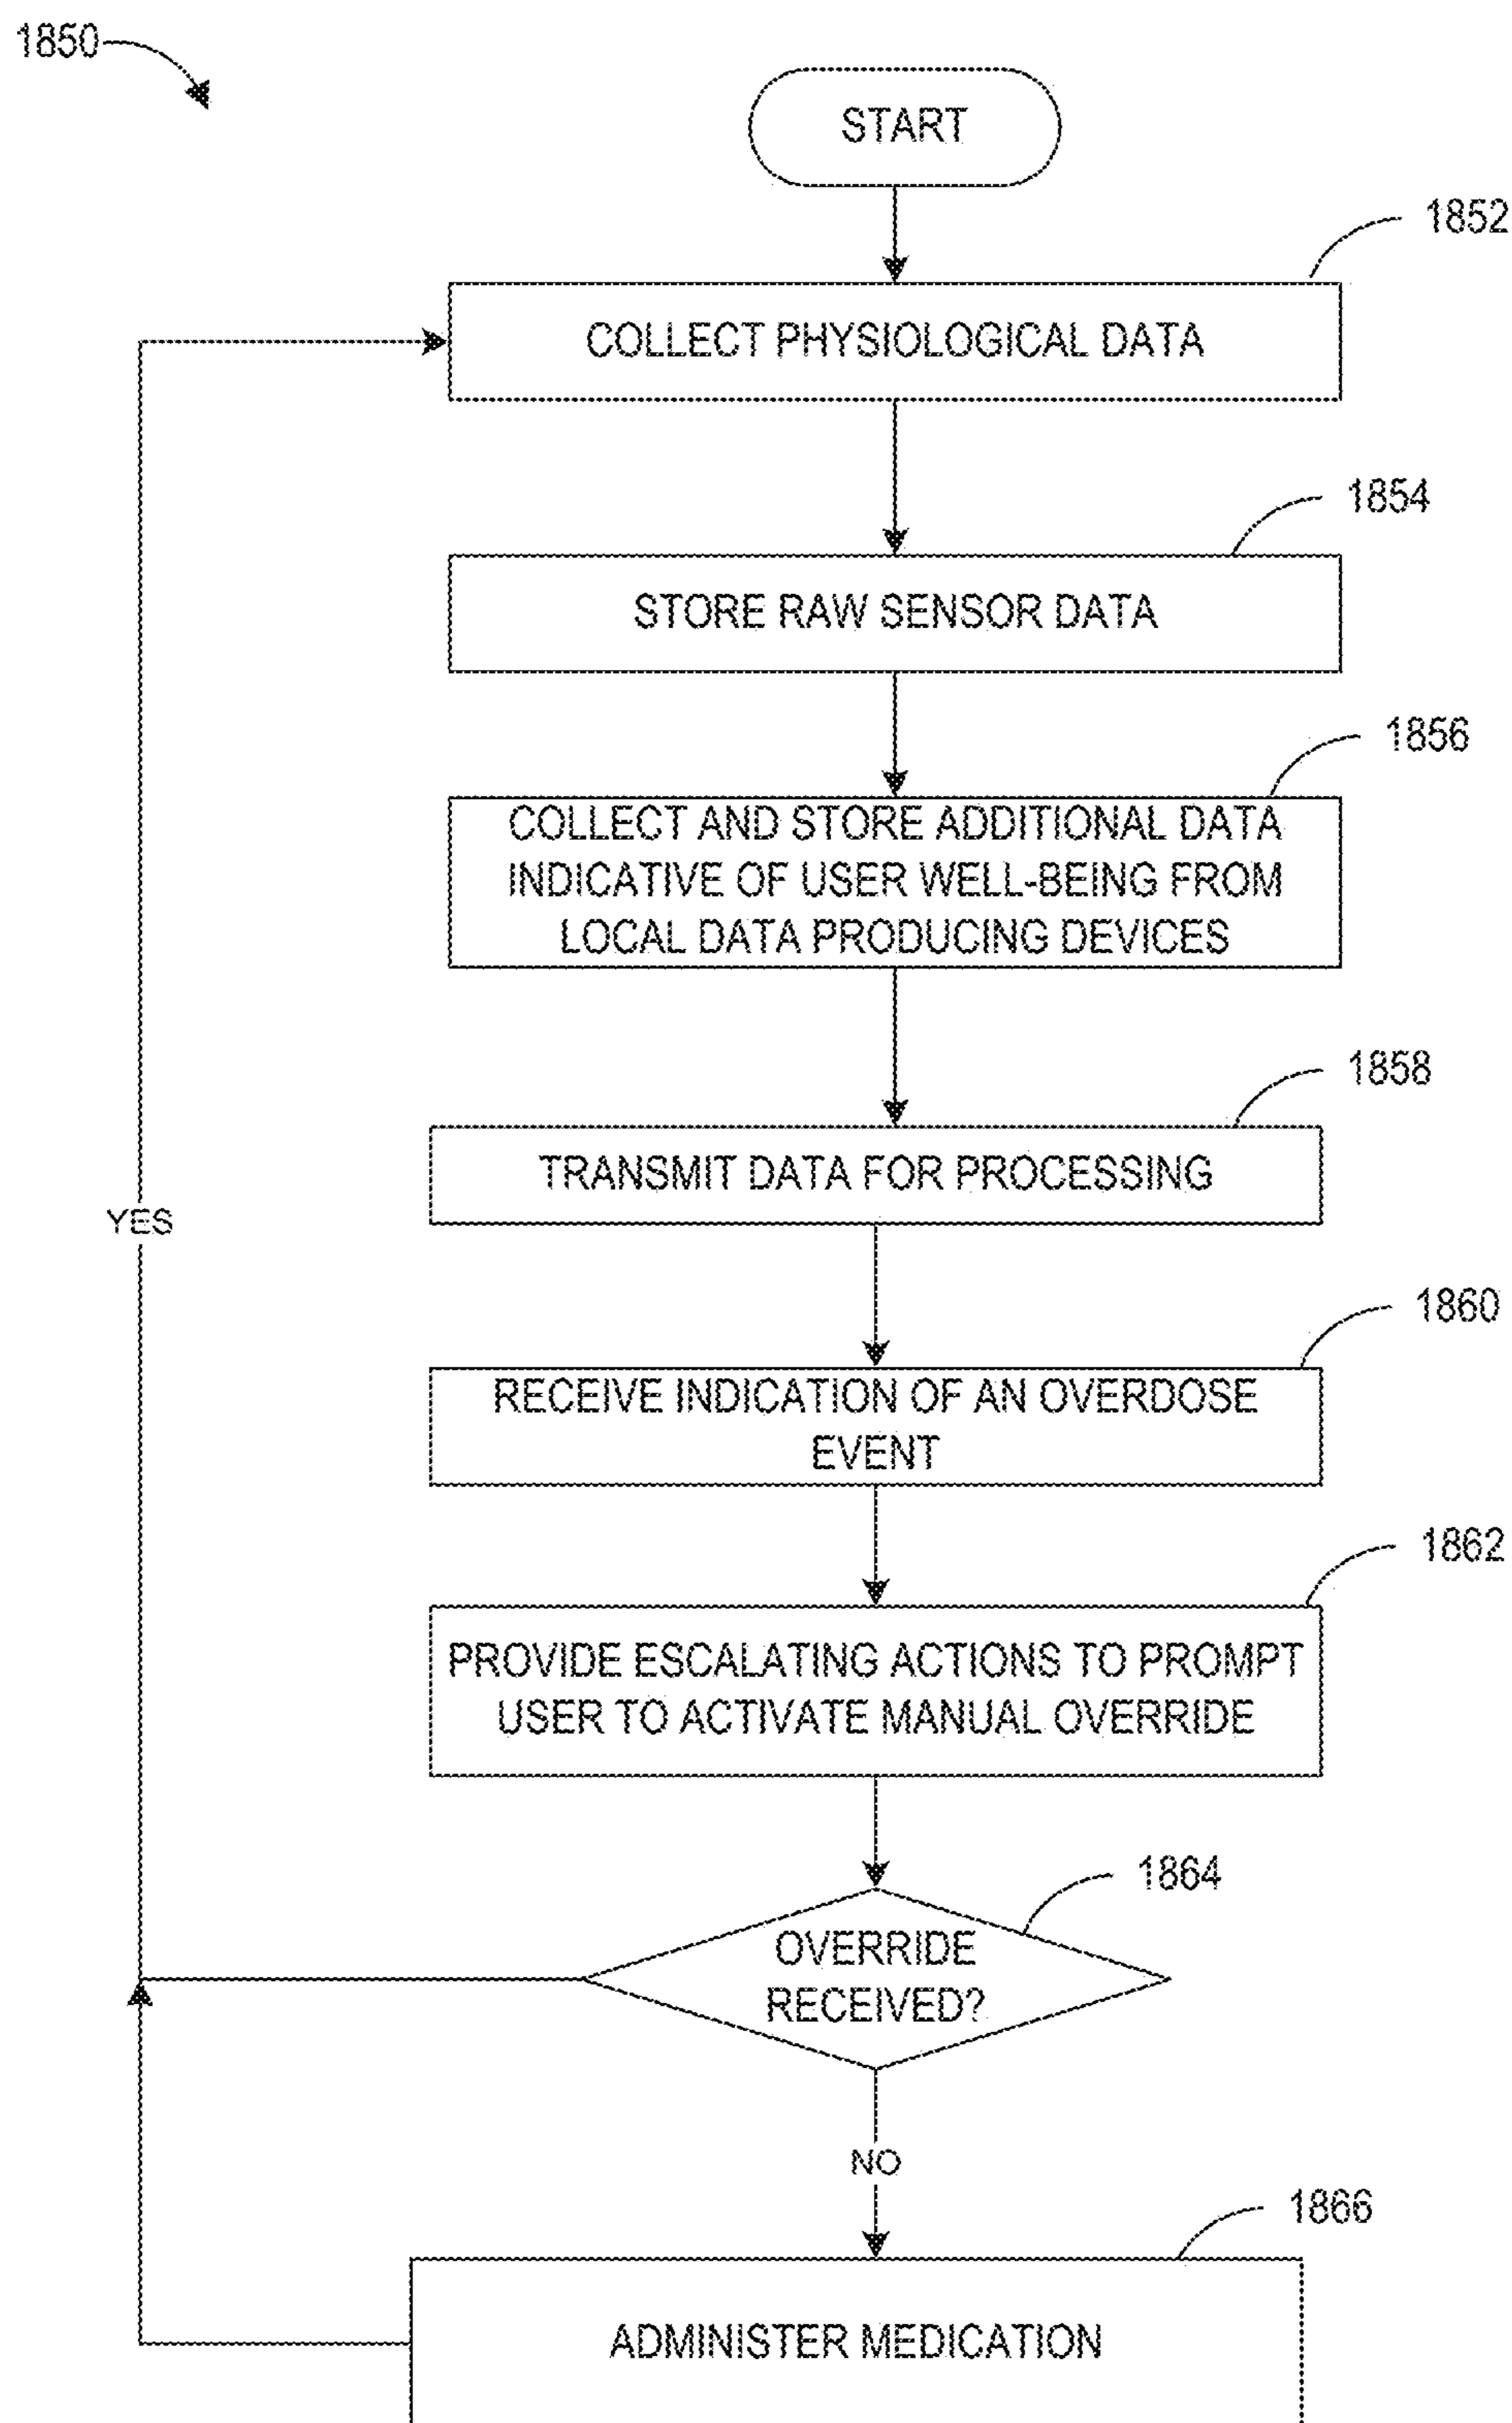 1850
START
1852
COLLECT PHYSIOLOGICAL DATA
1854
STORE RAW SENSOR DATA
1856
COLLECT AND STORE ADDITIONAL DATA
INDICATIVE OF USER WELL-BEING FROM
LOCAL DATA PRODUCING DEVICES
1858
TRANSMIT DATA FOR PROCESSING
YES
1860
RECEIVE INDICATION OF AN OVERDOSE
EVENT
1862
PROVIDE ESCALATING ACTIONS TO PROMPT
USER TO ACTIVATE MANUAL OVERRIDE
1864
OVERRIDE
RECEIVED?
NO
1866
ADMINISTER MEDICATION